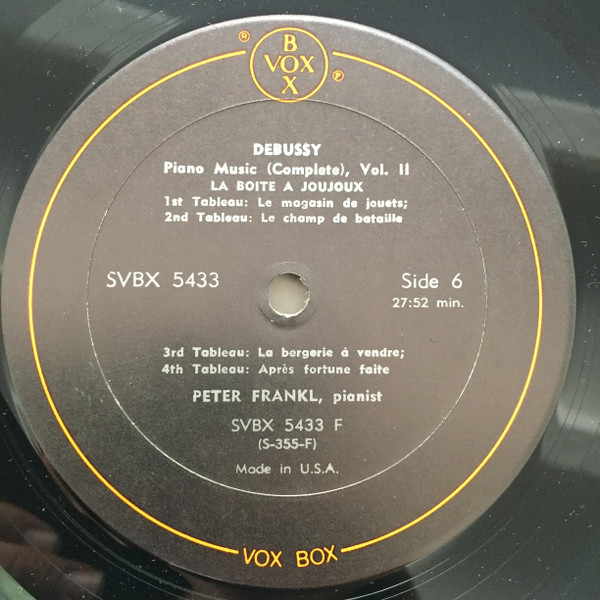 ®
B
VOX
X
℗
DEBUSSY
Piano Music (Complete), Vol. II
LA BOITE A JOUJOUX
1st Tableau: Le magasin de jouets;
2nd Tableau: Le champ de bataille
SVBX 5433
Side 6
27:52 min.
3rd Tableau: La bergerie à vendre;
4th Tableau: Après fortune faite
PETER FRANKL, pianist
SVBX 5433 F
(S-355-F)
Made in U.S.A.
VOX BOX